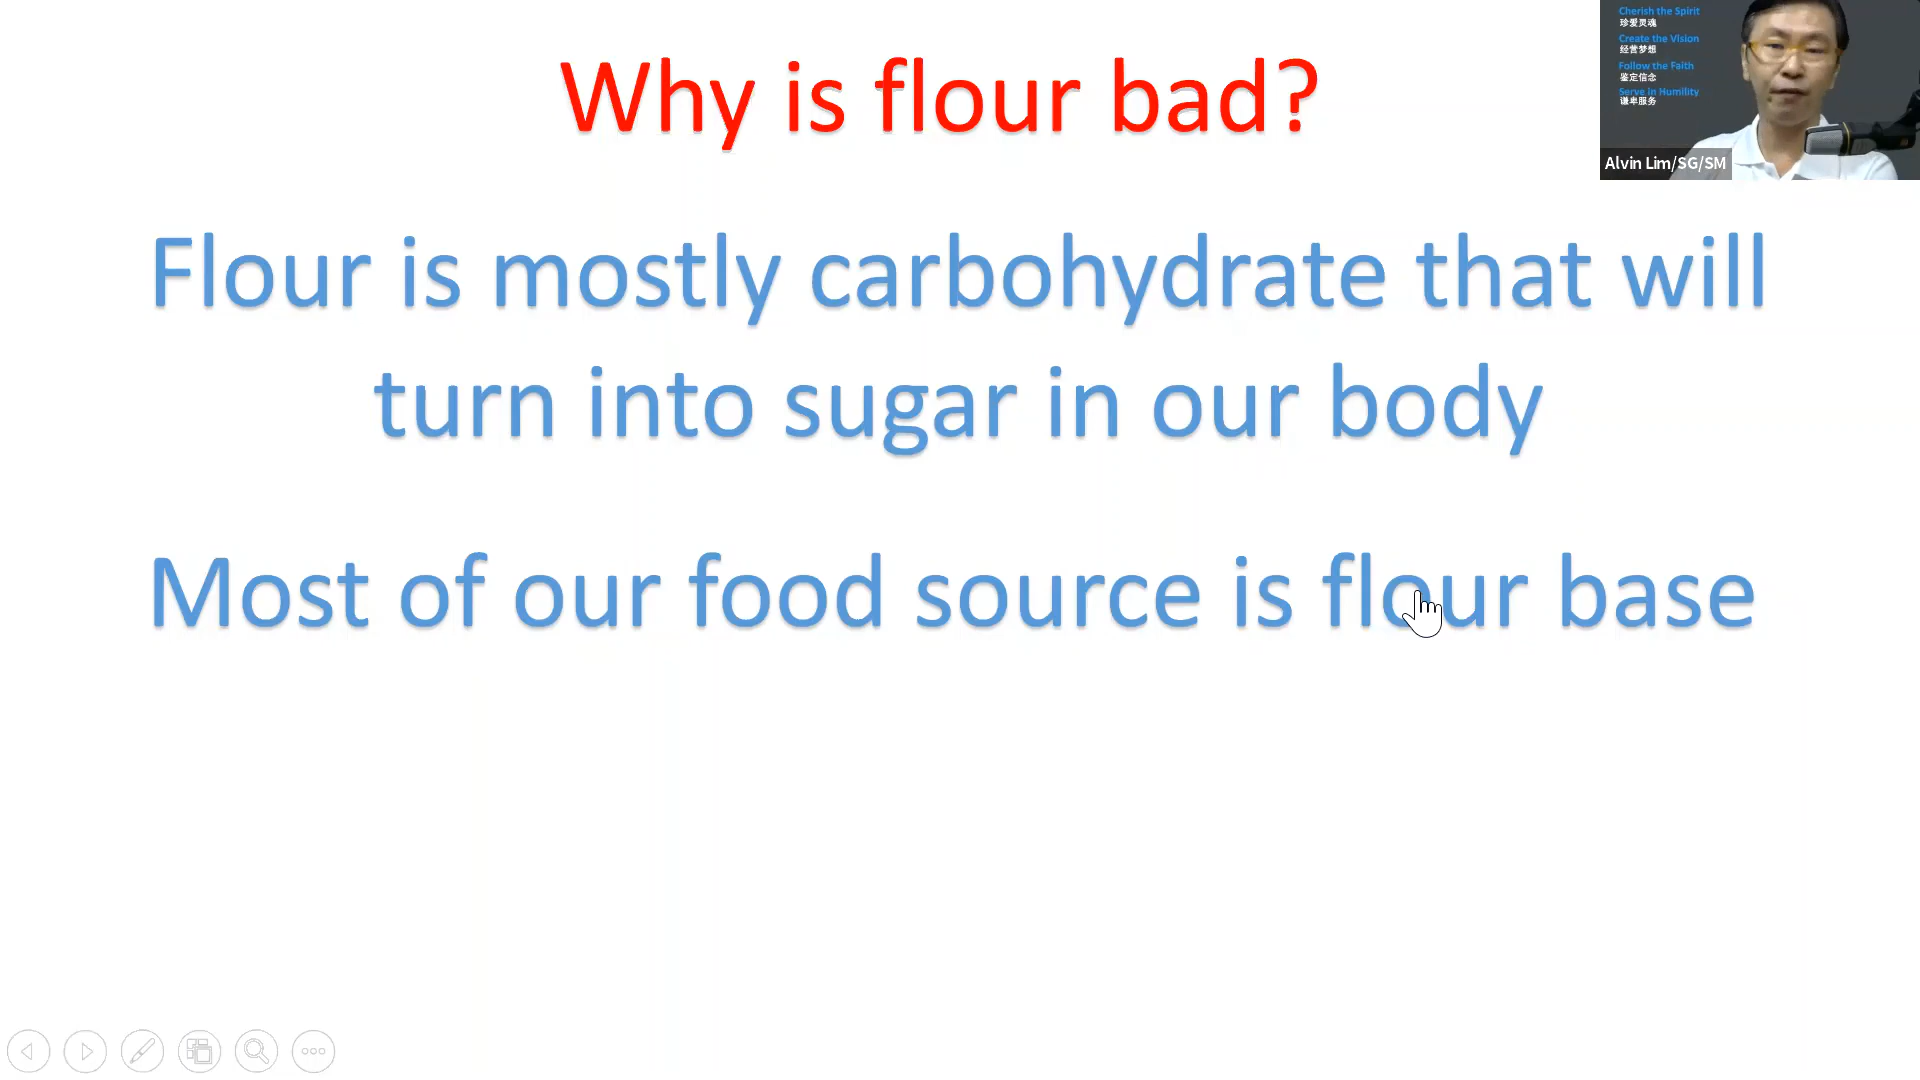 Why is flour bad?
Flour is mostly carbohydrate that will
turn into sugar in our body
Most of our food source is flour base
Cherish the Spirit
珍爱灵魂
Create the Vision
经营梦想
Follow the Faith
鉴定信念
Serve in Humility
谦卑服务
Alvin Lim/SG/SM